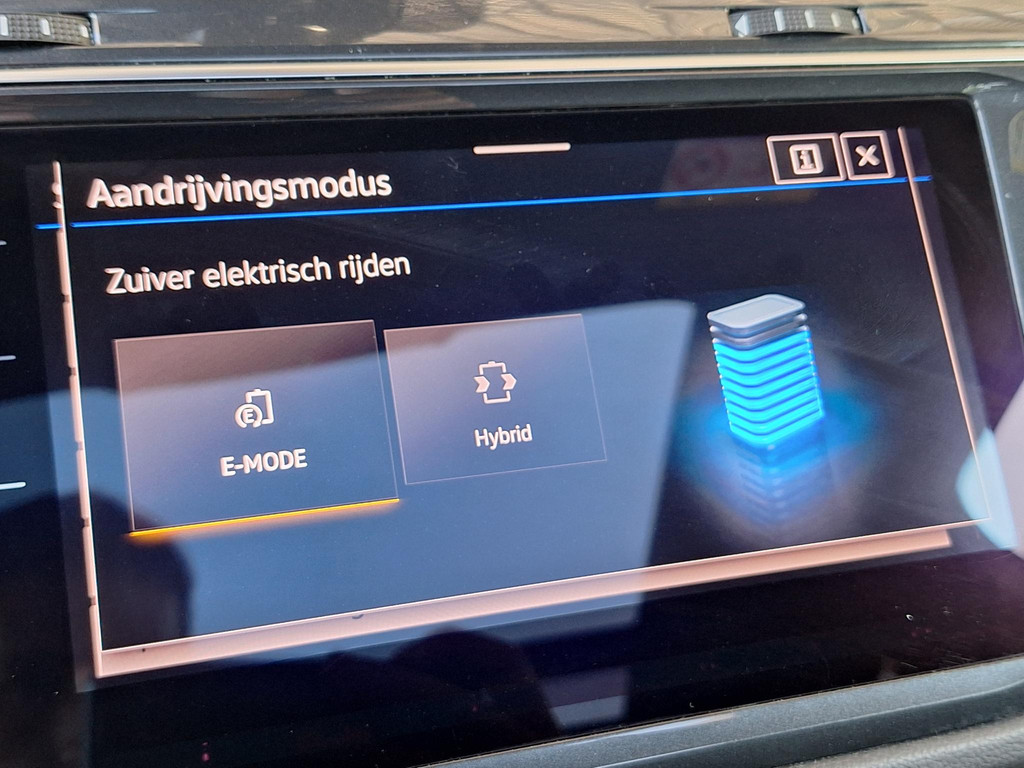 Aandrijvingsmodus
Zuiver elektrisch rijden
E
E-MODE
Hybrid